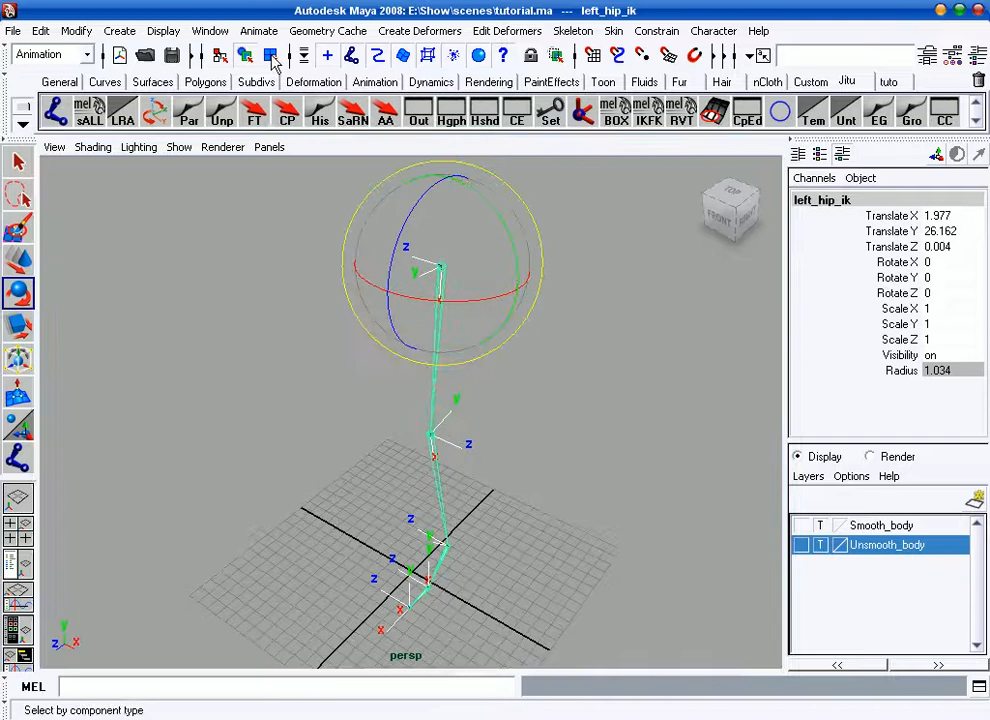 Autodesk Maya 2008: E:\Show\scenes\tutorial.ma --- left_hip_ik
File Edit Modify Create Display Window Animate Geometry Cache Create Deformers Edit Deformers Skeleton Skin Constrain Character Help
Animation
General Curves Surfaces Polygons Subdivs Deformation Animation Dynamics Rendering PaintEffects Toon Fluids Fur Hair nCloth Custom Jitu tuto
mel sALL LRA Par Unp FT CP His SaRN AA Out Hgph Hshd CE Set mel BOX mel IKFK mel RVT CpEd Tem Unt EG Gro CC
View Shading Lighting Show Renderer Panels
Channels Object
left_hip_ik
Translate X 1.977
Translate Y 26.162
Translate Z 0.004
Rotate X 0
Rotate Y 0
Rotate Z 0
Scale X 1
Scale Y 1
Scale Z 1
Visibility on
Radius 1.034
TOP
FRONT
z
y
y
z
x
z
y
z
y
x
z
x
x
y
z x
persp
Display Render
Layers Options Help
T Smooth_body
T Unsmooth_body
<< >>
MEL
Select by component type